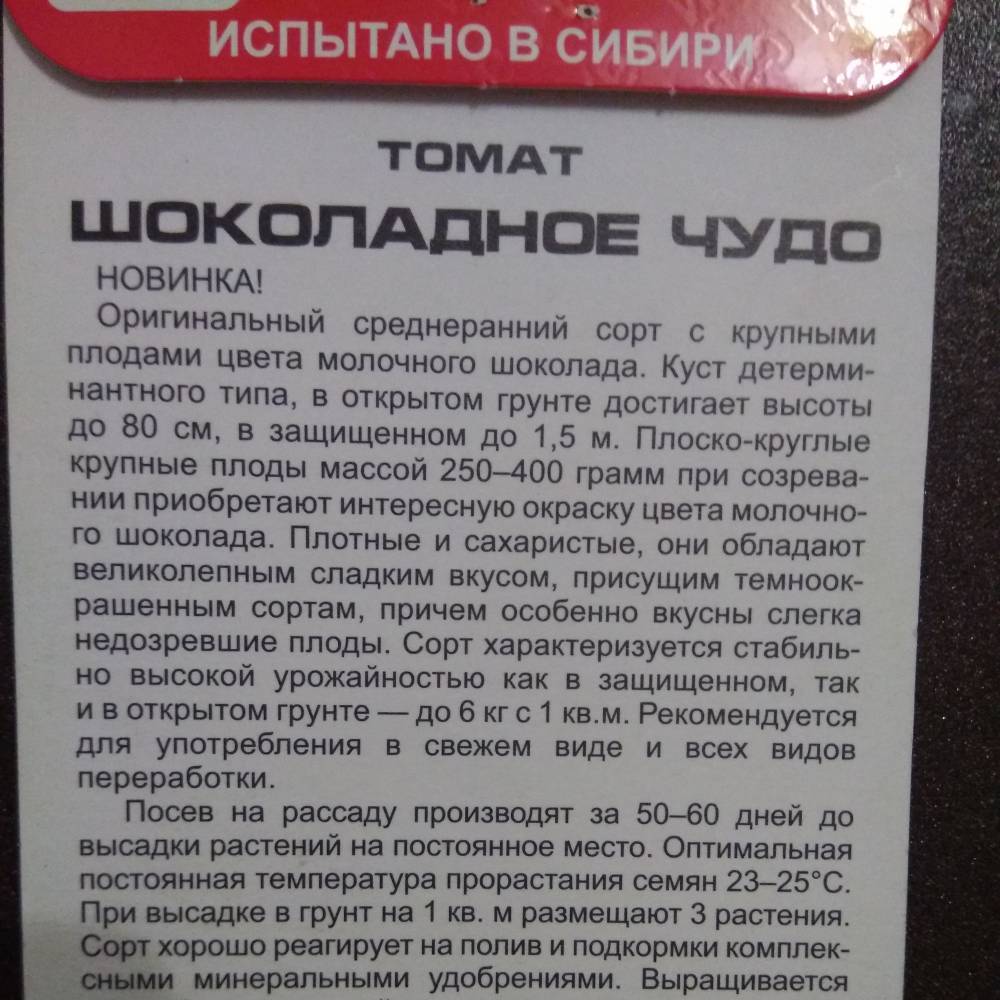 ИСПЫТАНО В СИБИРИ
ТОМАТ
ШОКОЛАДНОЕ ЧУДО
НОВИНКА!
Оригинальный среднеранний сорт с крупными
плодами цвета молочного шоколада. Куст детерми-
нантного типа, в открытом грунте достигает высоты
до 80 см, в защищенном до 1,5 м. Плоско-круглые
крупные плоды массой 250–400 грамм при созрева-
нии приобретают интересную окраску цвета молочно-
го шоколада. Плотные и сахаристые, они обладают
великолепным сладким вкусом, присущим темноок-
рашенным сортам, причем особенно вкусны слегка
недозревшие плоды. Сорт характеризуется стабиль-
но высокой урожайностью как в защищенном, так
и в открытом грунте — до 6 кг с 1 кв.м. Рекомендуется
для употребления в свежем виде и всех видов
переработки.
Посев на рассаду производят за 50–60 дней до
высадки растений на постоянное место. Оптимальная
постоянная температура прорастания семян 23–25°С.
При высадке в грунт на 1 кв. м размещают 3 растения.
Сорт хорошо реагирует на полив и подкормки комплек-
сными минеральными удобрениями. Выращивается